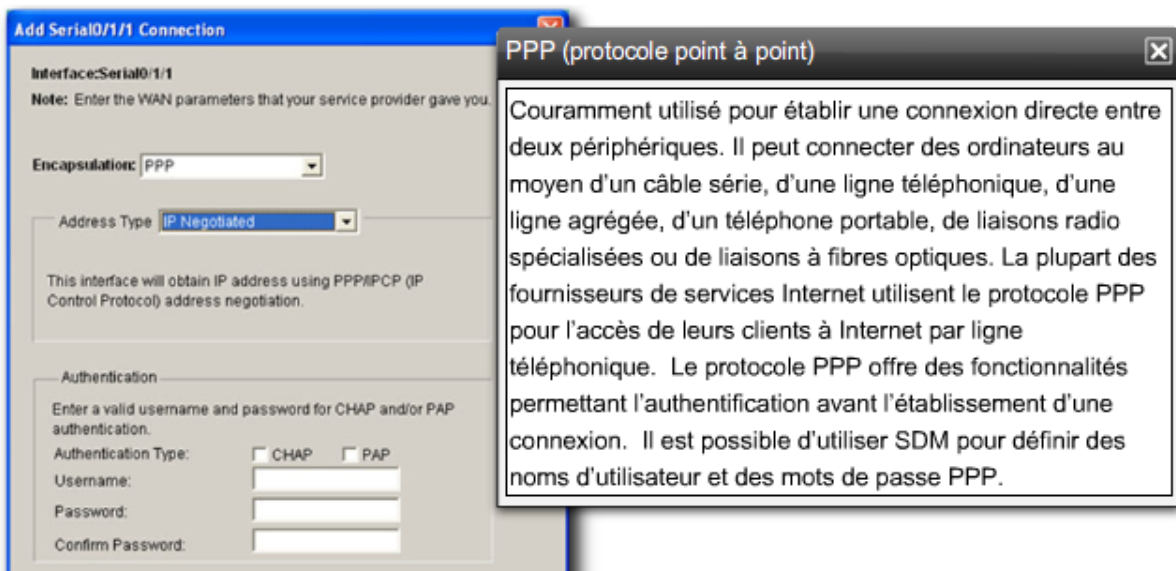 Add Serial0/1/1 Connection
Interface:Serial0/1/1
Note: Enter the WAN parameters that your service provider gave you.
Encapsulation: PPP
Address Type IP Negotiated
This interface will obtain IP address using PPP/IPCP (IP
Control Protocol) address negotiation.
Authentication
Enter a valid username and password for CHAP and/or PAP
authentication.
Authentication Type: CHAP PAP
Username:
Password:
Confirm Password:
PPP (protocole point à point)
Couramment utilisé pour établir une connexion directe entre
deux périphériques. Il peut connecter des ordinateurs au
moyen d'un câble série, d'une ligne téléphonique, d'une
ligne agrégée, d'un téléphone portable, de liaisons radio
spécialisées ou de liaisons à fibres optiques. La plupart des
fournisseurs de services Internet utilisent le protocole PPP
pour l'accès de leurs clients à Internet par ligne
téléphonique.  Le protocole PPP offre des fonctionnalités
permettant l'authentification avant l'établissement d'une
connexion.  Il est possible d'utiliser SDM pour définir des
noms d'utilisateur et des mots de passe PPP.